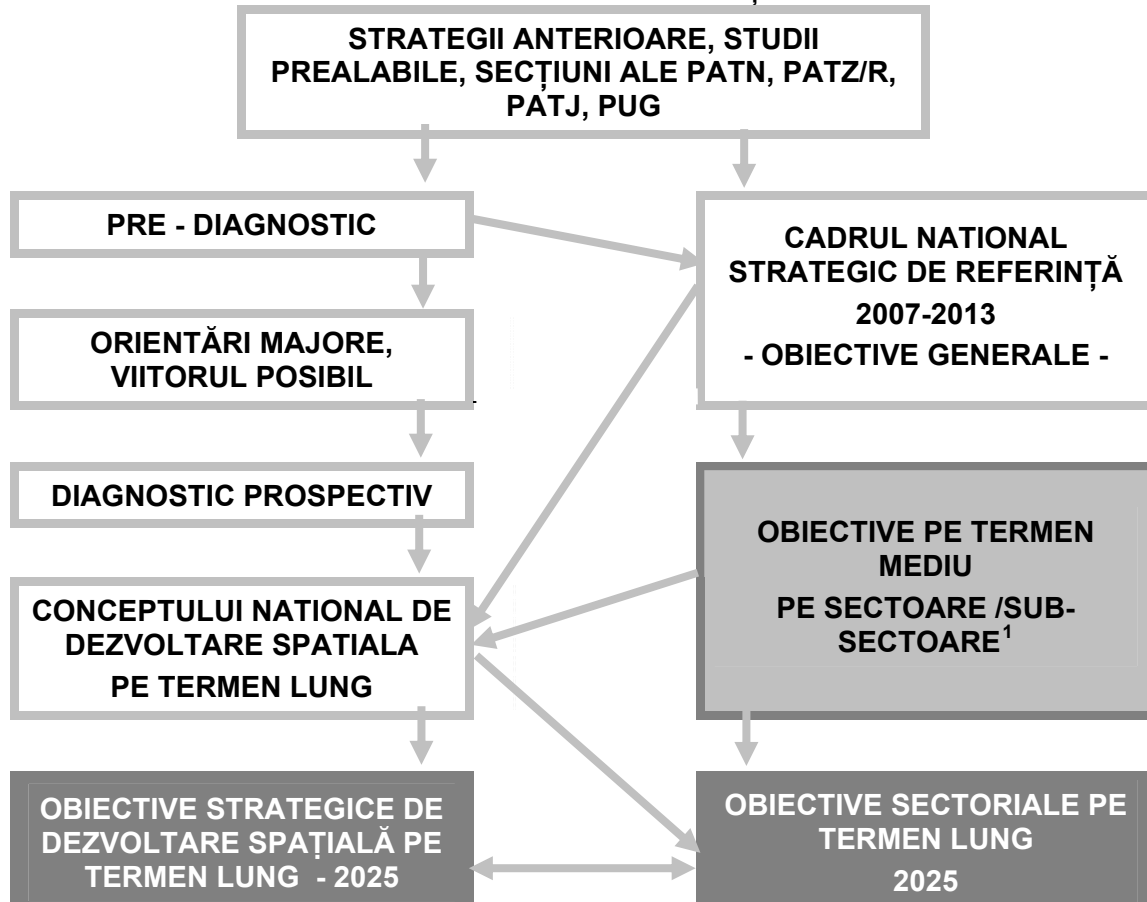 STRATEGII ANTERIOARE, STUDII
PREALABILE, SECȚIUNI ALE PATN, PATZ/R,
PATJ, PUG
PRE - DIAGNOSTIC
CADRUL NATIONAL
STRATEGIC DE REFERINȚĂ
2007-2013
- OBIECTIVE GENERALE -
ORIENTĂRI MAJORE,
VIITORUL POSIBIL
DIAGNOSTIC PROSPECTIV
OBIECTIVE PE TERMEN
MEDIU
PE SECTOARE /SUB-
SECTOARE¹
CONCEPTULUI NATIONAL DE
DEZVOLTARE SPATIALA
PE TERMEN LUNG
OBIECTIVE STRATEGICE DE
DEZVOLTARE SPAȚIALĂ PE
TERMEN LUNG - 2025
OBIECTIVE SECTORIALE PE
TERMEN LUNG
2025